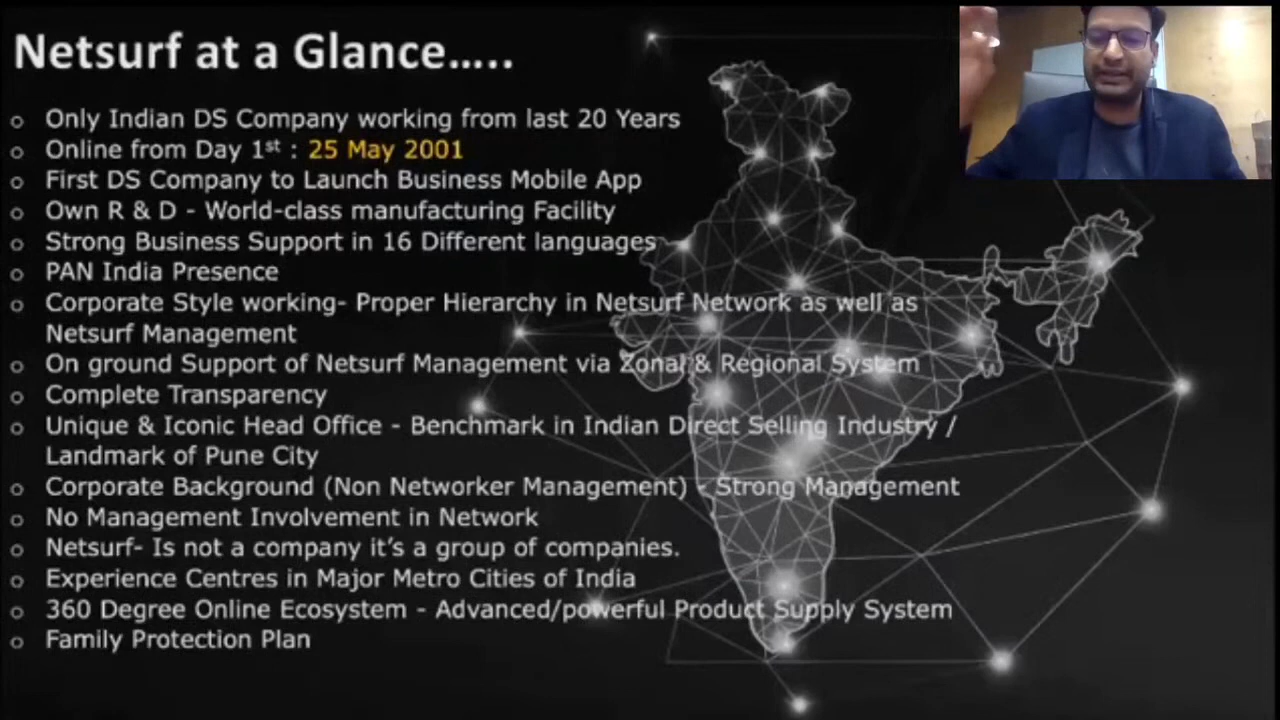 Netsurf at a Glance.....
o Only Indian DS Company working from last 20 Years
o Online from Day 1st : 25 May 2001
o First DS Company to Launch Business Mobile App
o Own R & D - World-class manufacturing Facility
o Strong Business Support in 16 Different languages
o PAN India Presence
o Corporate Style working- Proper Hierarchy in Netsurf Network as well as
Netsurf Management
o On ground Support of Netsurf Management via Zonal & Regional System
o Complete Transparency
o Unique & Iconic Head Office - Benchmark in Indian Direct Selling Industry /
Landmark of Pune City
o Corporate Background (Non Networker Management) - Strong Management
o No Management Involvement in Network
o Netsurf- Is not a company it’s a group of companies.
o Experience Centres in Major Metro Cities of India
o 360 Degree Online Ecosystem - Advanced/powerful Product Supply System
o Family Protection Plan